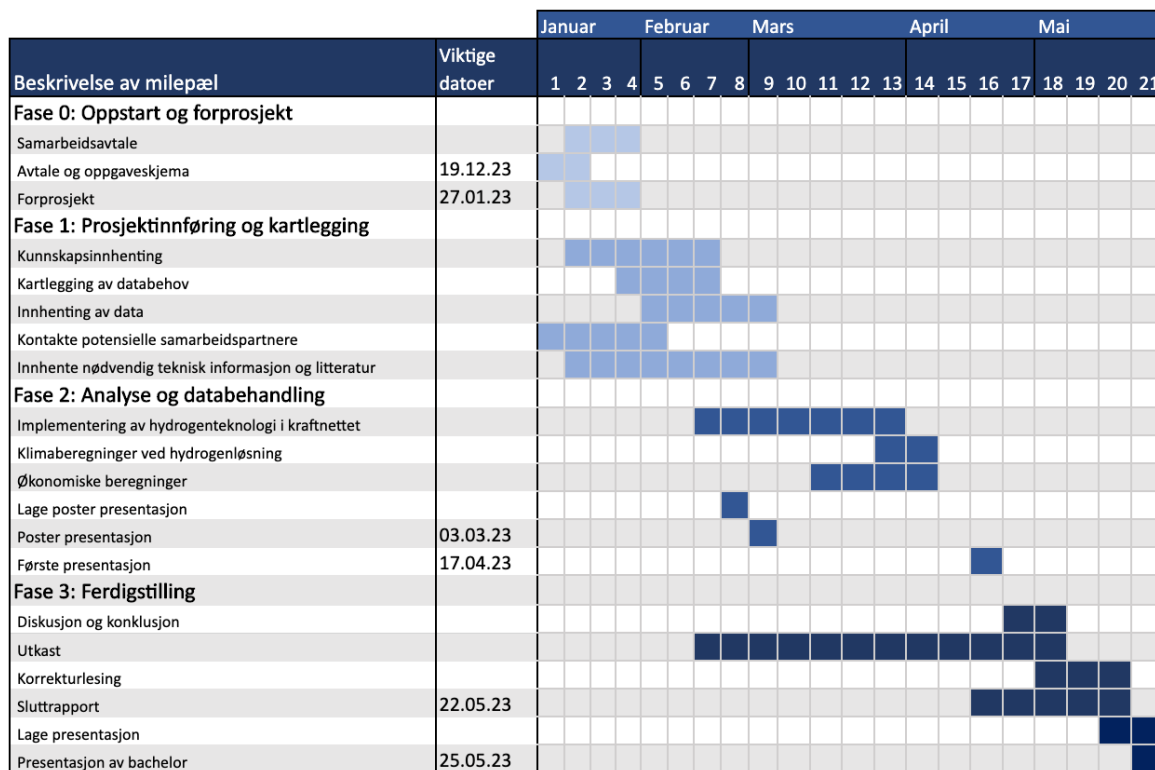 Januar Februar Mars April Mai
Viktige
Beskrivelse av milepæl datoer 1 2 3 4 5 6 7 8 9 10 11 12 13 14 15 16 17 18 19 20 21
Fase 0: Oppstart og forprosjekt
Samarbeidsavtale
Avtale og oppgaveskjema 19.12.23
Forprosjekt 27.01.23
Fase 1: Prosjektinnføring og kartlegging
Kunnskapsinnhenting
Kartlegging av databehov
Innhenting av data
Kontakte potensielle samarbeidspartnere
Innhente nødvendig teknisk informasjon og litteratur
Fase 2: Analyse og databehandling
Implementering av hydrogenteknologi i kraftnettet
Klimaberegninger ved hydrogenløsning
Økonomiske beregninger
Lage poster presentasjon
Poster presentasjon 03.03.23
Første presentasjon 17.04.23
Fase 3: Ferdigstilling
Diskusjon og konklusjon
Utkast
Korrekturlesing
Sluttrapport 22.05.23
Lage presentasjon
Presentasjon av bachelor 25.05.23